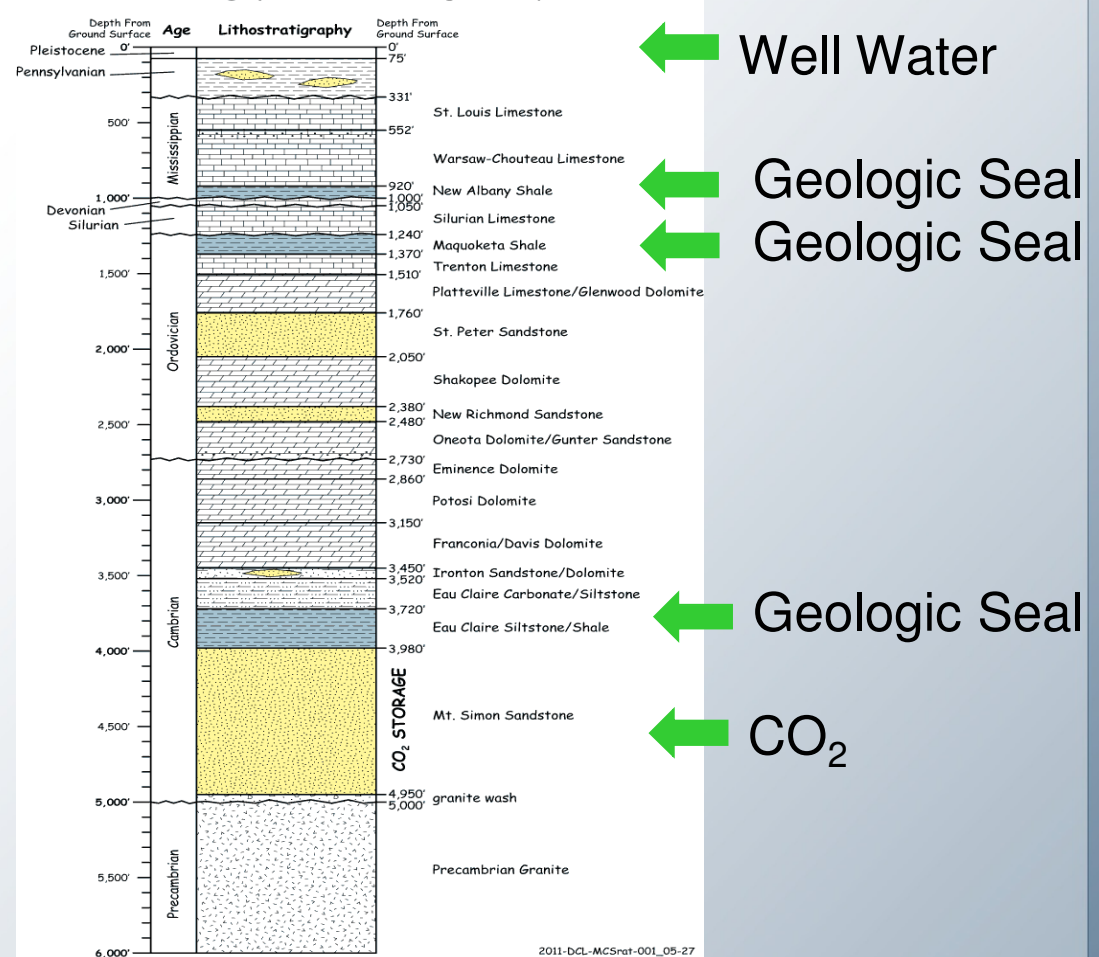 Depth From
Ground Surface
Age
Lithostratigraphy
Depth From
Ground Surface
Well Water
Pleistocene
0'
0'
75'
Pennsylvanian
331'
St. Louis Limestone
500'
552'
Mississippian
Warsaw-Chouteau Limestone
Geologic Seal
920'
New Albany Shale
1,000'
1,000'
Devonian
1,050'
Silurian
Silurian Limestone
1,240'
Geologic Seal
Maquoketa Shale
1,370'
Trenton Limestone
1,500'
1,510'
Platteville Limestone/Glenwood Dolomite
1,760'
St. Peter Sandstone
Ordovician
2,000'
2,050'
Shakopee Dolomite
2,380'
New Richmond Sandstone
2,500'
2,480'
Oneota Dolomite/Gunter Sandstone
2,730'
Eminence Dolomite
2,860'
3,000'
Potosi Dolomite
3,150'
Franconia/Davis Dolomite
3,450'
Ironton Sandstone/Dolomite
3,500'
3,520'
Eau Claire Carbonate/Siltstone
3,720'
Geologic Seal
Cambrian
Eau Claire Siltstone/Shale
4,000'
3,980'
CO2 STORAGE
Mt. Simon Sandstone
CO2
4,500'
4,950'
granite wash
5,000'
5,000'
Precambrian
Precambrian Granite
5,500'
6,000'
2011-DCL-MCSrat-001_05-27